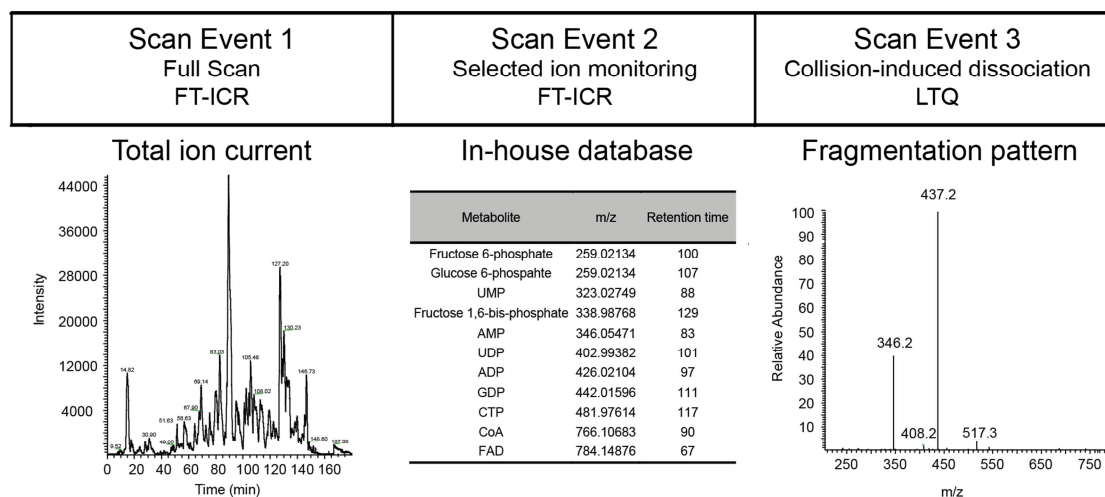 Scan Event 1
Full Scan
FT-ICR
Scan Event 2
Selected ion monitoring
FT-ICR
Scan Event 3
Collision-induced dissociation
LTQ
Total ion current
44000
36000
28000
20000
12000
4000
Intensity
9.52
14.82
30.90
51.63
56.63
67.90
69.14
83.03
105.48
108.02
127.20
130.23
146.73
148.60
0 20 40 60 80 100 120 140 160
Time (min)
In-house database
Metabolite m/z Retention time
Fructose 6-phosphate 259.02134 100
Glucose 6-phospahte 259.02134 107
UMP 323.02749 88
Fructose 1,6-bis-phosphate 338.98768 129
AMP 346.05471 83
UDP 402.99382 101
ADP 426.02104 97
GDP 442.01596 111
CTP 481.97614 117
CoA 766.10683 90
FAD 784.14876 67
Fragmentation pattern
437.2
346.2
408.2
517.3
100
90
80
70
60
50
40
30
20
10
Relative Abundance
250 350 450 550 650 750
m/z